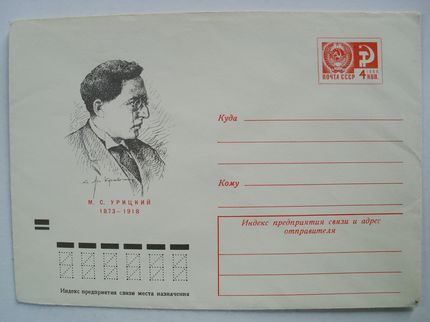 ПОЧТА СССР
4 КОП.
Куда
Кому
М. С. УРИЦКИЙ
1873—1918
Индекс предприятия связи и адрес
отправителя
Индекс предприятия связи места назначения